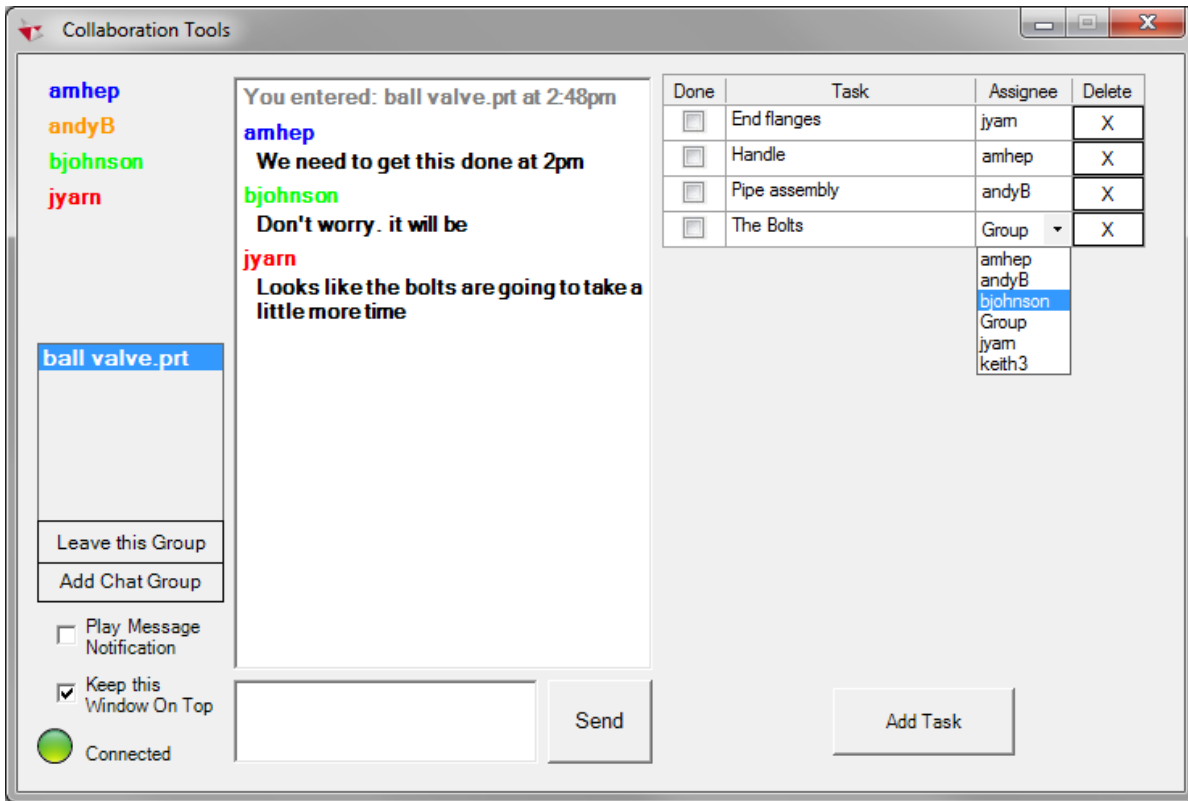 Collaboration Tools
X
amhep
andyB
bjohnson
jyarn
ball valve.prt
Leave this Group
Add Chat Group
Play Message
Notification
Keep this
Window On Top
Connected
You entered: ball valve.prt at 2:48pm
amhep
We need to get this done at 2pm
bjohnson
Don't worry. it will be
jyarn
Looks like the bolts are going to take a
little more time
Send
Done Task Assignee Delete
End flanges jyarn X
Handle amhep X
Pipe assembly andyB X
The Bolts Group X
amhep
andyB
bjohnson
Group
jyarn
keith3
Add Task